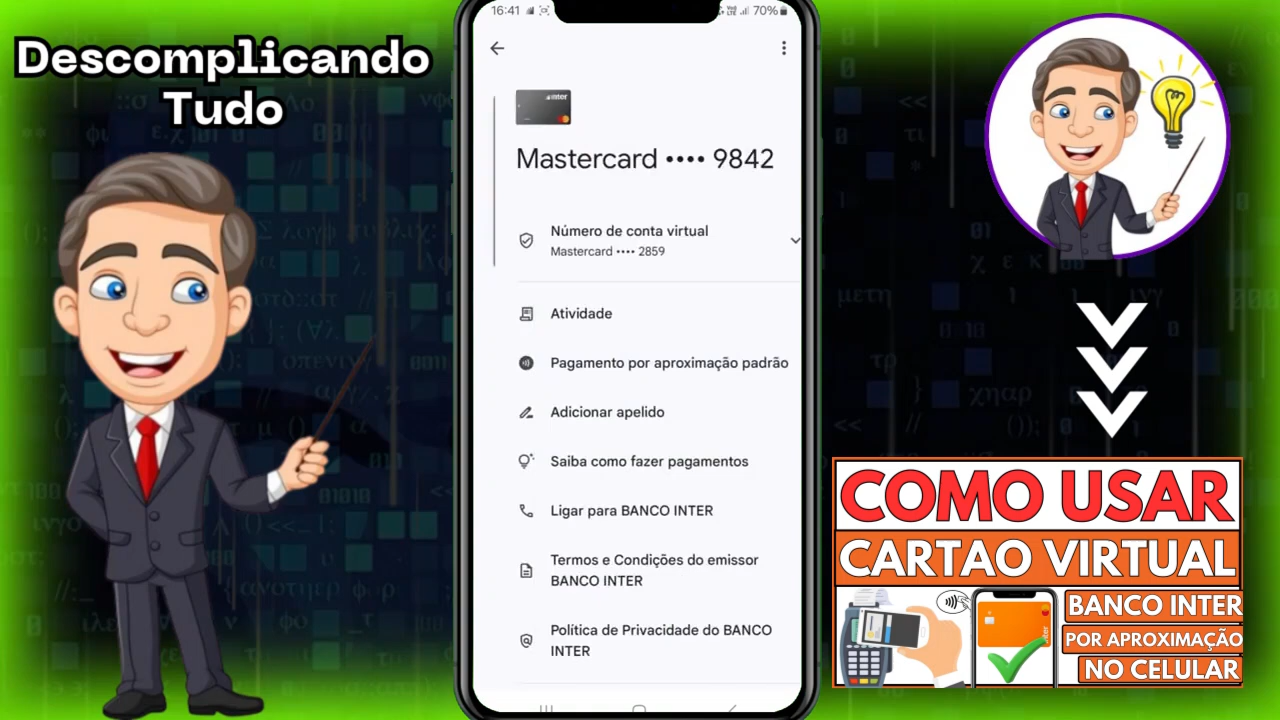 Descomplicando
Tudo
16:41
70%
inter
Mastercard •••• 9842
Número de conta virtual
Mastercard •••• 2859
Atividade
Pagamento por aproximação padrão
Adicionar apelido
Saiba como fazer pagamentos
Ligar para BANCO INTER
Termos e Condições do emissor
BANCO INTER
Política de Privacidade do BANCO
INTER
COMO USAR
CARTAO VIRTUAL
BANCO INTER
POR APROXIMAÇÃO
NO CELULAR